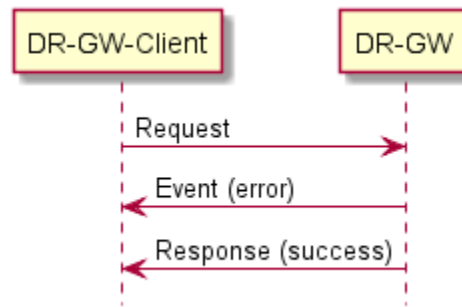 DR-GW-Client
DR-GW
Request
Event (error)
Response (success)